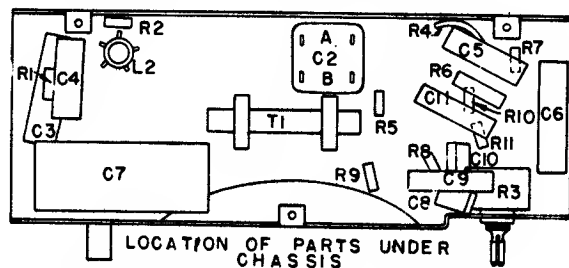 R2
L2
A
C2
B
R4
C5
R7
R1
C4
R6
C11
C6
R10
T1
R5
C3
R11
R8
C10
C7
R9
C9
C8
R3
LOCATION OF PARTS UNDER
CHASSIS